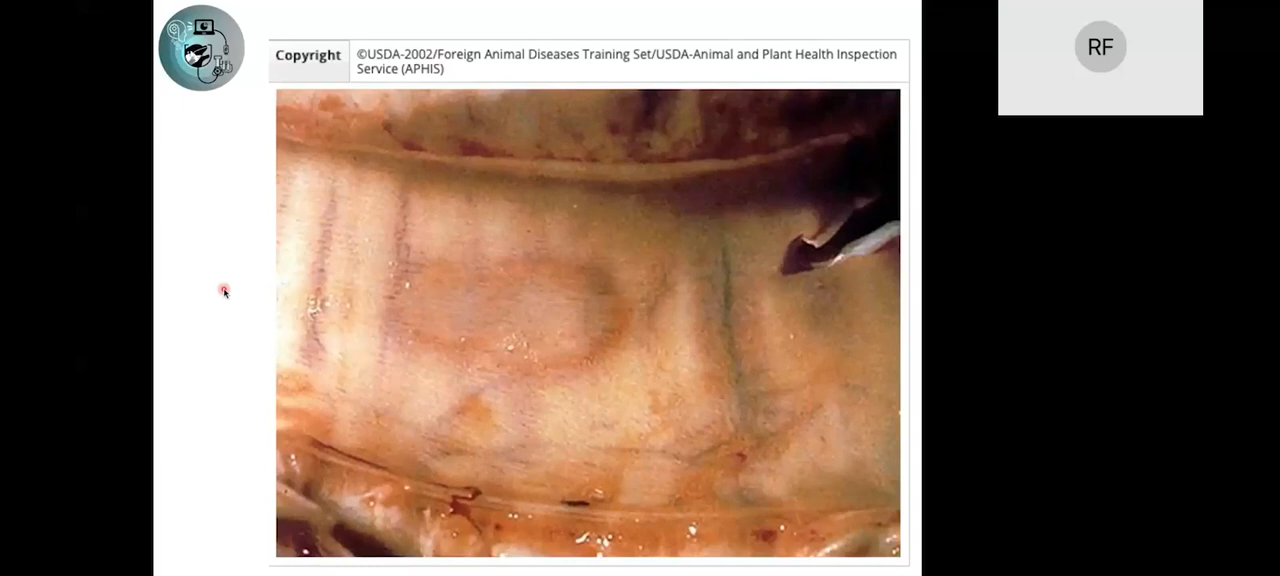 Copyright
©USDA-2002/Foreign Animal Diseases Training Set/USDA-Animal and Plant Health Inspection
Service (APHIS)
RF